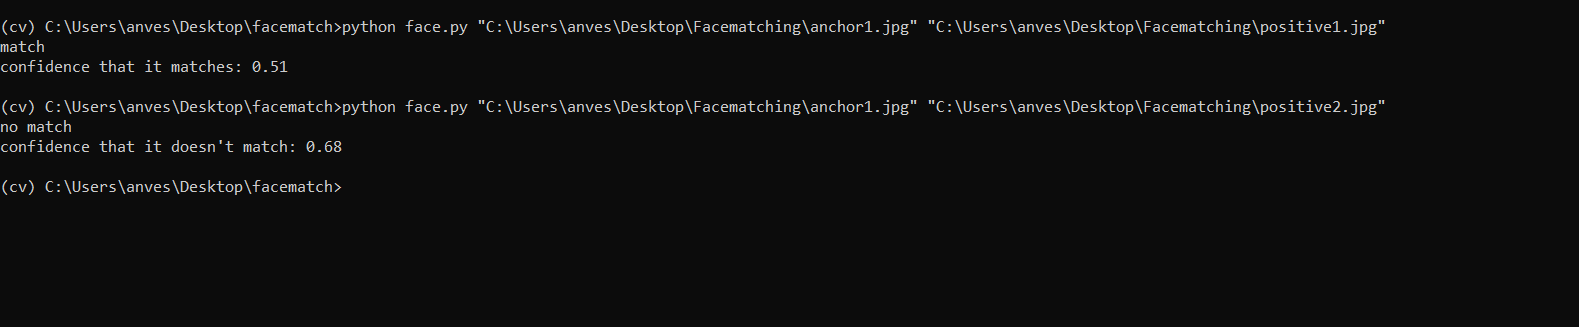 (cv) C:\Users\anves\Desktop\facematch>python face.py "C:\Users\anves\Desktop\Facematching\anchor1.jpg" "C:\Users\anves\Desktop\Facematching\positive1.jpg"
match
confidence that it matches: 0.51
(cv) C:\Users\anves\Desktop\facematch>python face.py "C:\Users\anves\Desktop\Facematching\anchor1.jpg" "C:\Users\anves\Desktop\Facematching\positive2.jpg"
no match
confidence that it doesn't match: 0.68
(cv) C:\Users\anves\Desktop\facematch>